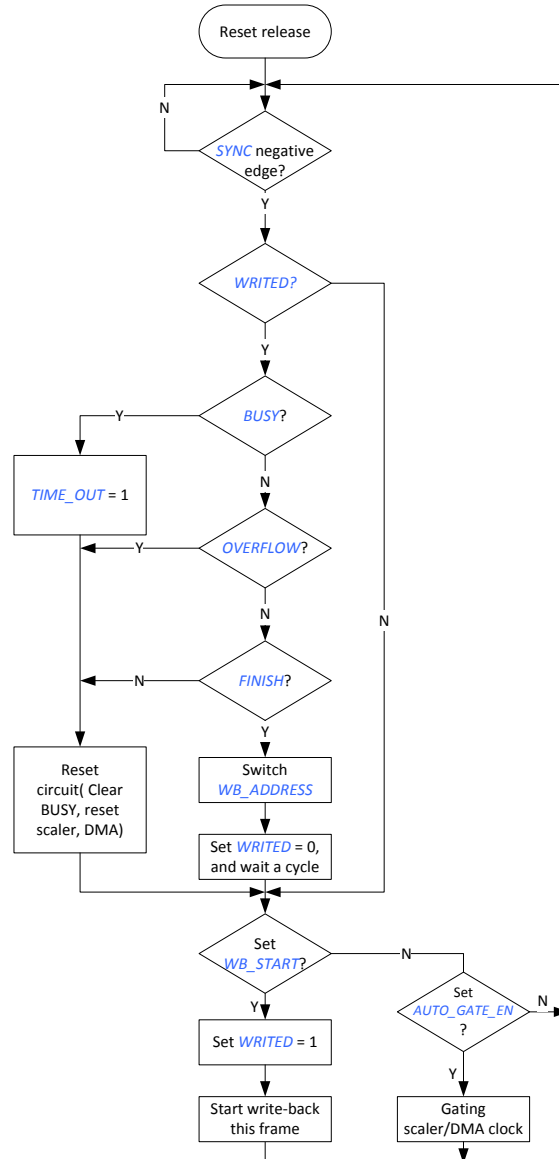 Reset release
N
SYNC negative
edge?
Y
WRITED?
Y
BUSY?
Y
N
TIME_OUT = 1
OVERFLOW?
Y
N
N
FINISH?
N
Y
Reset
circuit( Clear
BUSY, reset
scaler, DMA)
Switch
WB_ADDRESS
Set WRITED = 0,
and wait a cycle
Set
WB_START?
N
Y
Set
AUTO_GATE_EN
?
N
Set WRITED = 1
Y
Start write-back
this frame
Gating
scaler/DMA clock